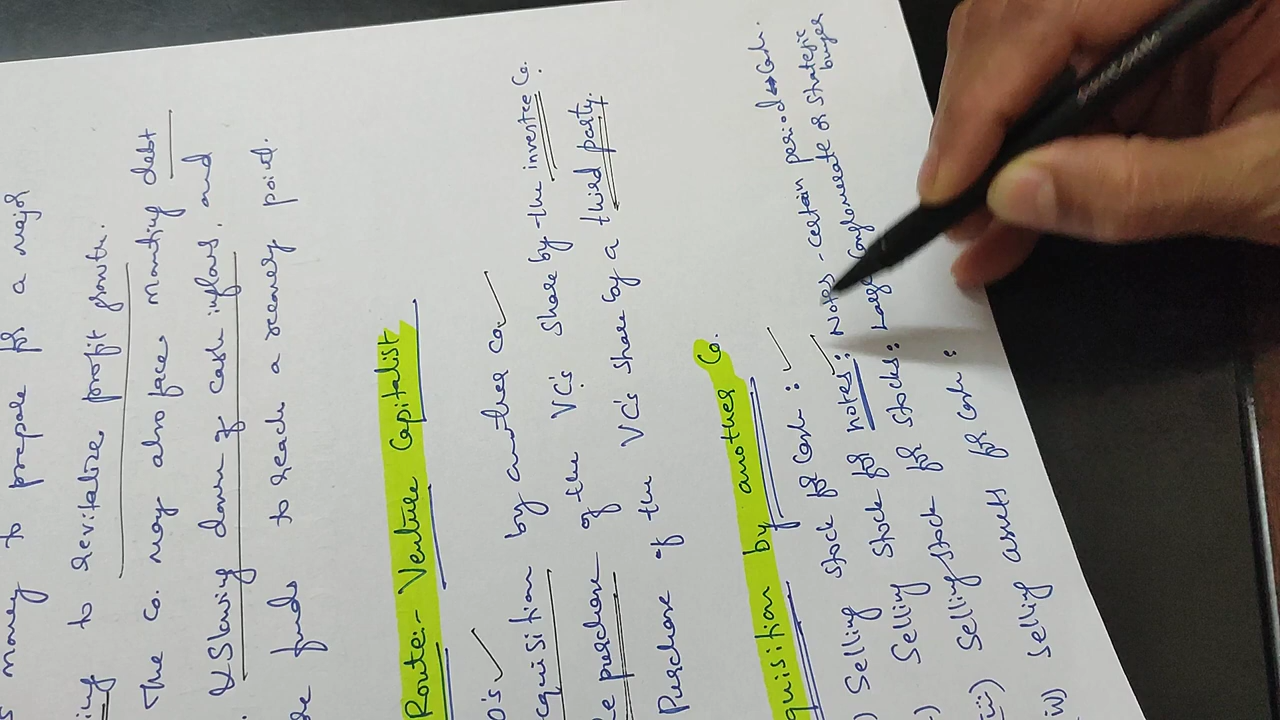 money to prepare for a major
to revitalize profit growth.
The Co. may also face mounting debt
& Slowing down of cash inflows, and
funds to reach a recovery point.
Route:- Venture Capitalist
O's
quisition by another co.
purchase of the VC's share by the investee Co.
Purchase of the VC's share by a third party.
quisition by another Co.
) Selling stock for Cash :
) Selling stock for notes : Notes - certain period ↔ Cash.
iii) Selling stock for stocks : Large Conglomerate or strategic buyer
iv) Selling assets for cash :